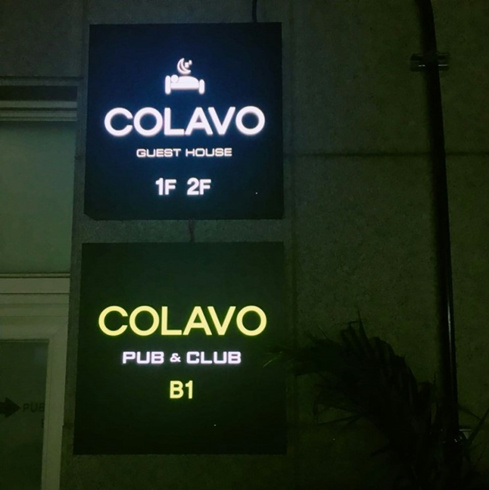 COLAVO
GUEST HOUSE
1F 2F
COLAVO
PUB & CLUB
B1